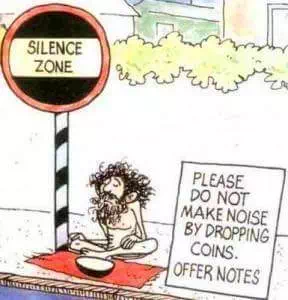 SILENCE
ZONE
PLEASE
DO NOT
MAKE NOISE
BY DROPPING
COINS.
OFFER NOTES